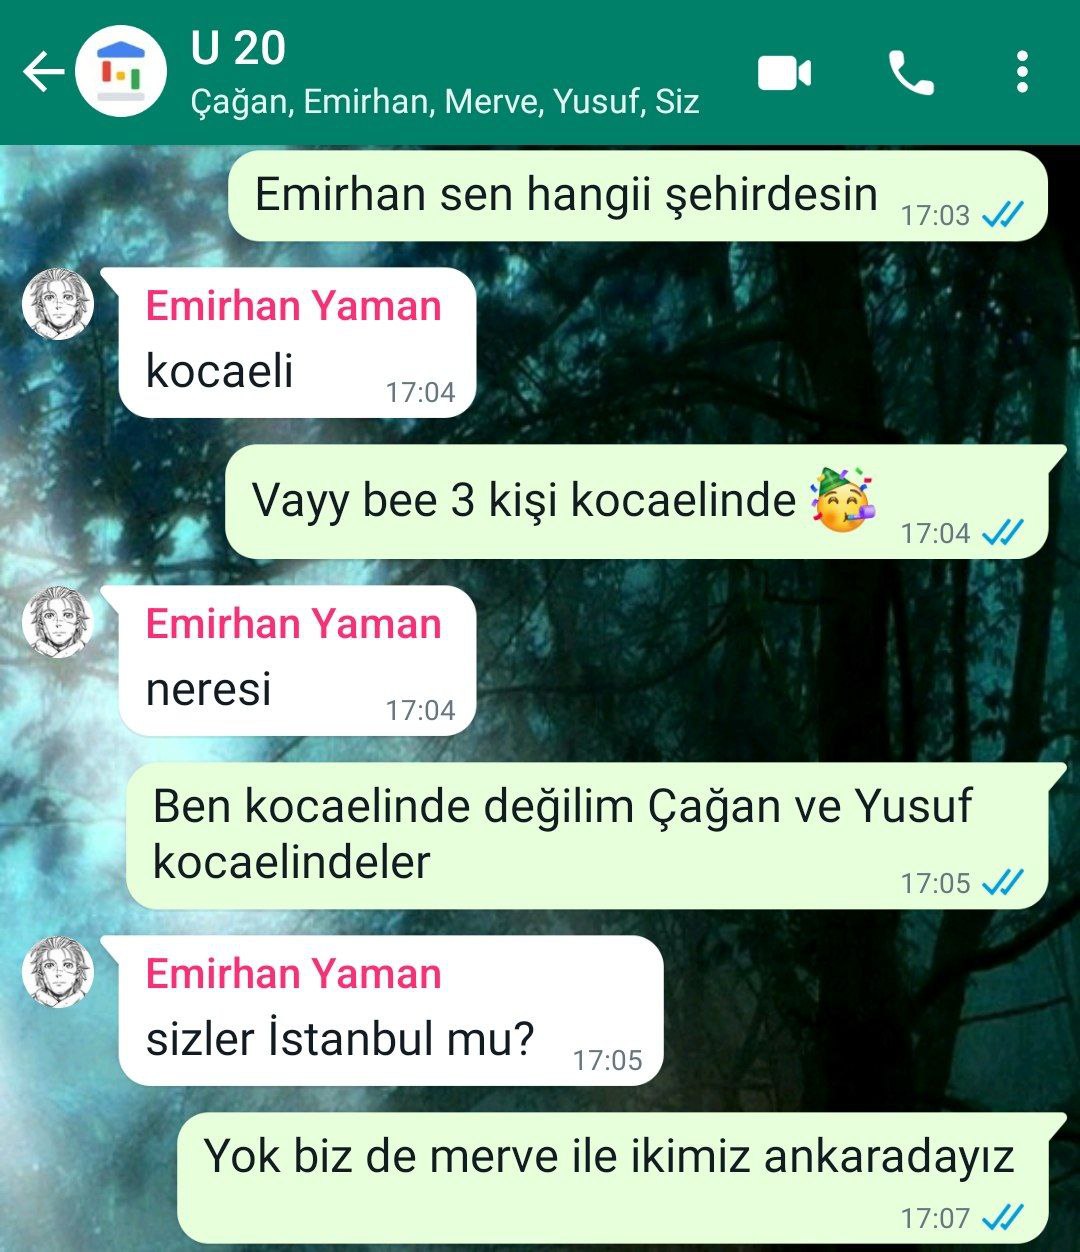 U 20
Çağan, Emirhan, Merve, Yusuf, Siz
Emirhan sen hangii şehirdesin
17:03
Emirhan Yaman
kocaeli
17:04
Vayy bee 3 kişi kocaelinde 🥳
17:04
Emirhan Yaman
neresi
17:04
Ben kocaelinde değilim Çağan ve Yusuf
kocaelindeler
17:05
Emirhan Yaman
sizler İstanbul mu?
17:05
Yok biz de merve ile ikimiz ankaradayız
17:07